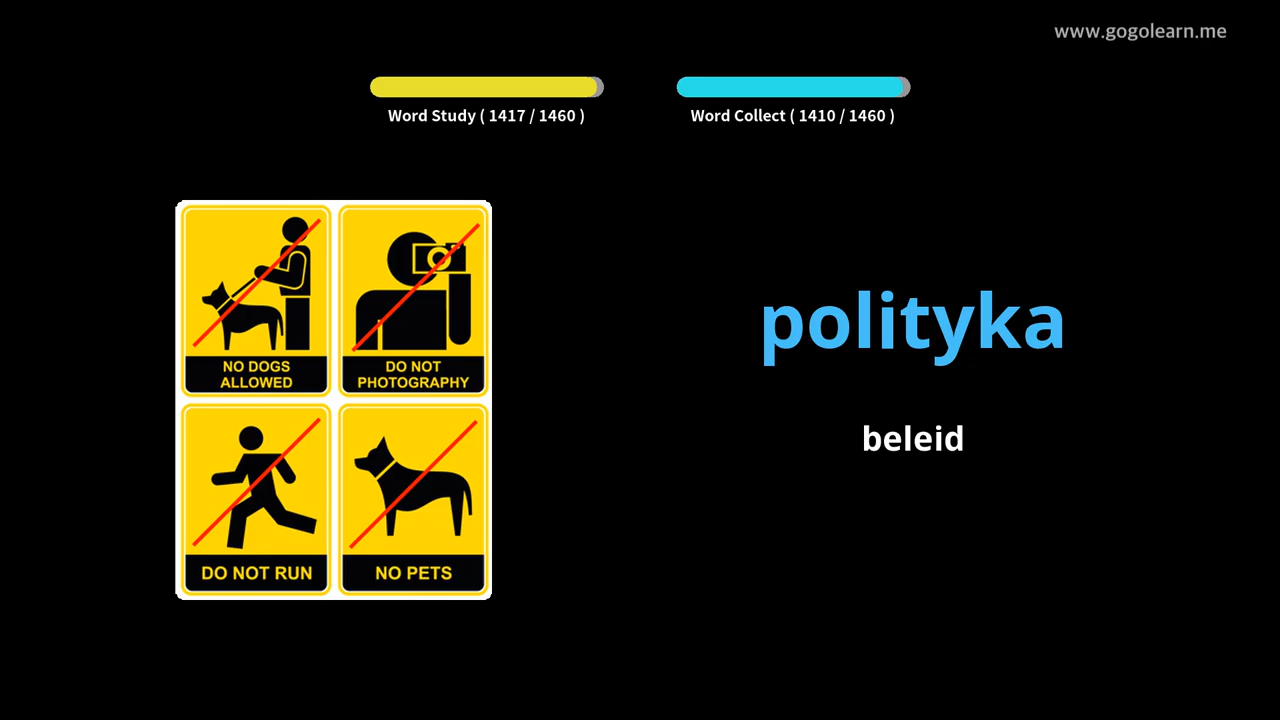 www.gogolearn.me
Word Study ( 1417 / 1460 )
Word Collect ( 1410 / 1460 )
NO DOGS
ALLOWED
DO NOT
PHOTOGRAPHY
DO NOT RUN
NO PETS
polityka
beleid